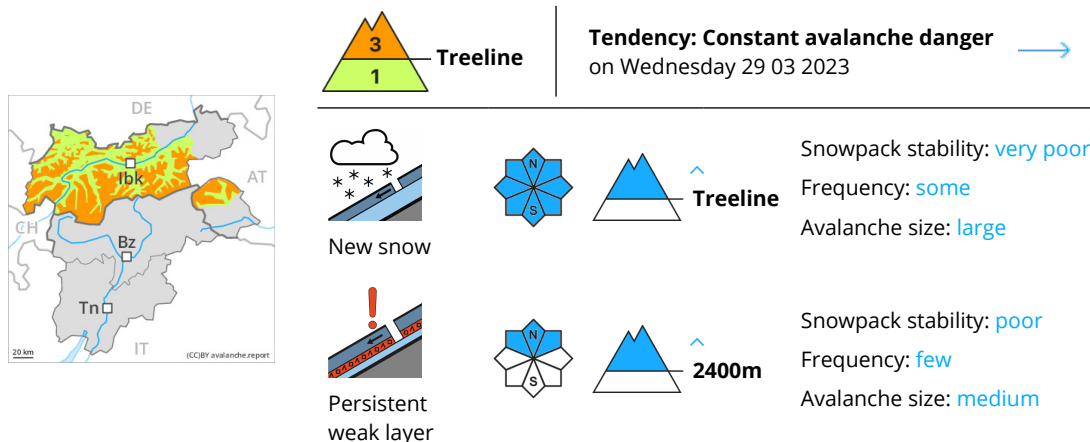 3
1
Treeline
Tendency: Constant avalanche danger
on Wednesday 29 03 2023
DE
AT
CH
IT
Ibk
Bz
Tn
20 km
(CC)BY avalanche.report
New snow
N
S
Treeline
Snowpack stability: very poor
Frequency: some
Avalanche size: large
Persistent
weak layer
N
S
2400m
Snowpack stability: poor
Frequency: few
Avalanche size: medium